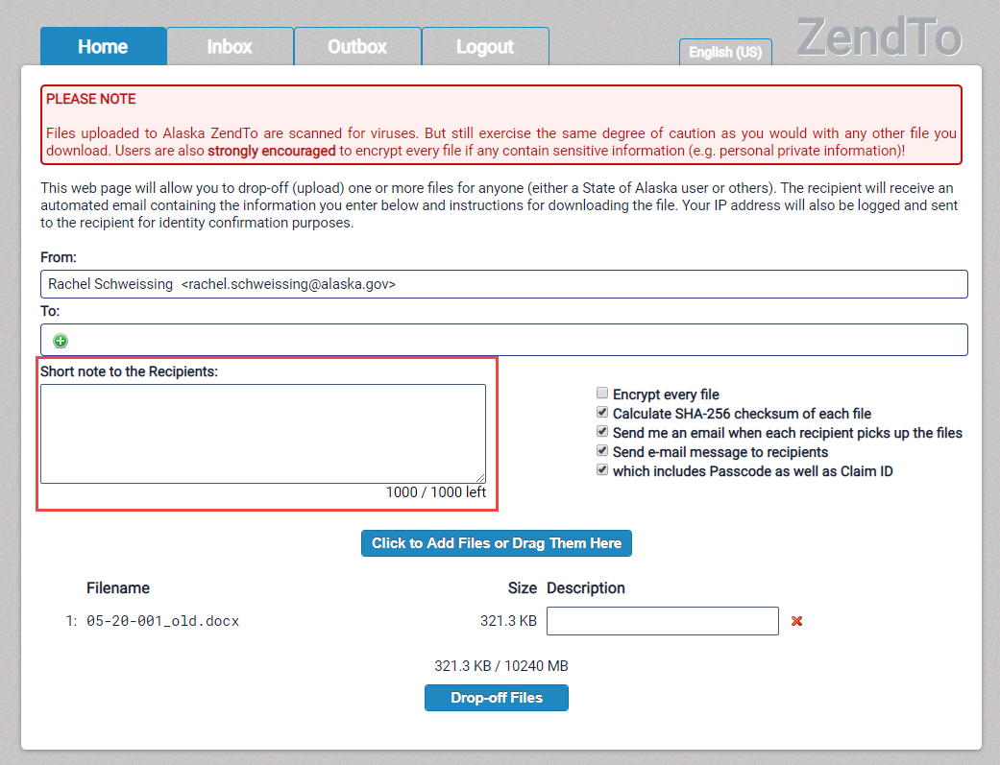 Home Inbox Outbox Logout English (US) ZendTo
PLEASE NOTE
Files uploaded to Alaska ZendTo are scanned for viruses. But still exercise the same degree of caution as you would with any other file you
download. Users are also strongly encouraged to encrypt every file if any contain sensitive information (e.g. personal private information)!
This web page will allow you to drop-off (upload) one or more files for anyone (either a State of Alaska user or others). The recipient will receive an
automated email containing the information you enter below and instructions for downloading the file. Your IP address will also be logged and sent
to the recipient for identity confirmation purposes.
From:
Rachel Schweissing <rachel.schweissing@alaska.gov>
To:
Short note to the Recipients:
1000 / 1000 left
Encrypt every file
Calculate SHA-256 checksum of each file
Send me an email when each recipient picks up the files
Send e-mail message to recipients
which includes Passcode as well as Claim ID
Click to Add Files or Drag Them Here
Filename Size Description
1: 05-20-001_old.docx 321.3 KB
321.3 KB / 10240 MB
Drop-off Files